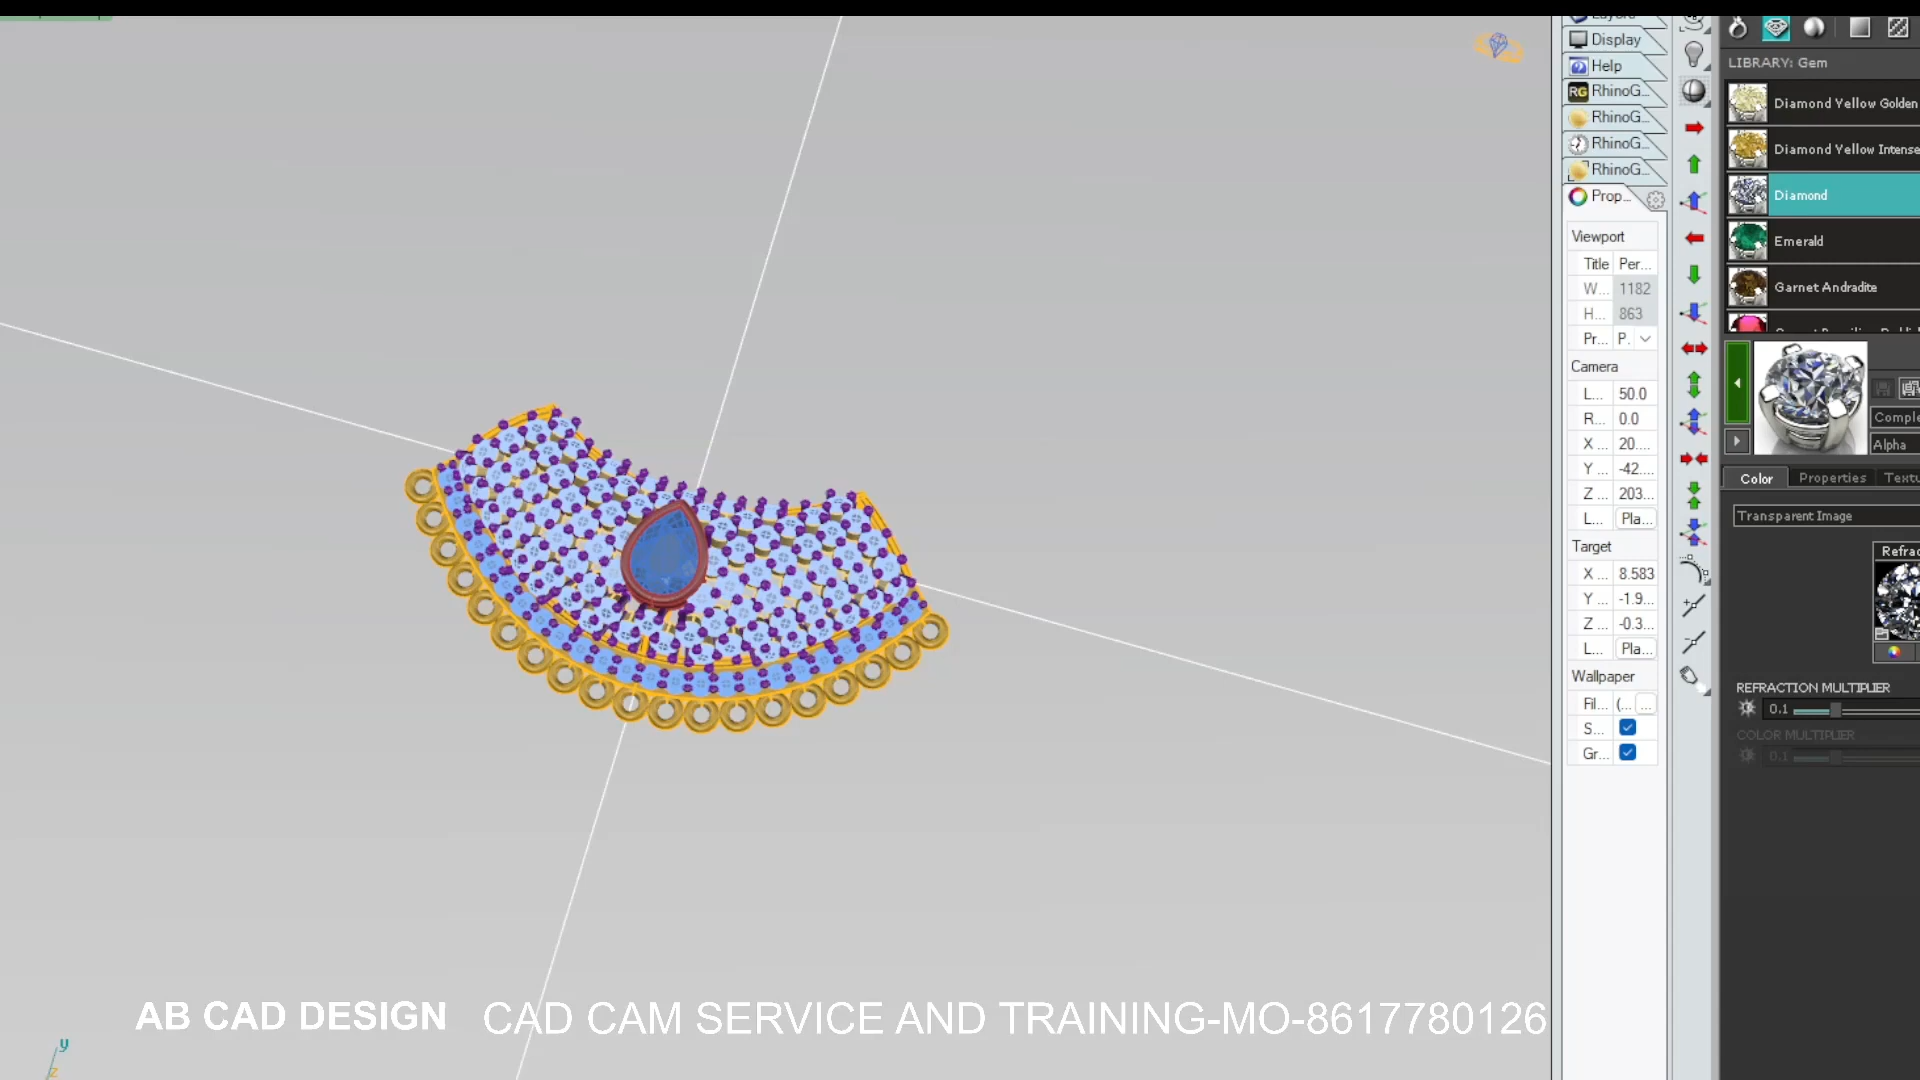 Display
Help
RhinoG...
RhinoG...
RhinoG...
RhinoG...
Prop...
Viewport
Title Per...
W... 1182
H... 863
Pr... P.
Camera
L... 50.0
R... 0.0
X ... 20....
Y ... -42....
Z ... 203...
L... Pla...
Target
X ... 8.583
Y ... -1.9...
Z ... -0.3...
L... Pla...
Wallpaper
Fil... (... ...
S...
Gr...
LIBRARY: Gem
Diamond Yellow Golden
Diamond Yellow Intense
Diamond
Emerald
Garnet Andradite
Comple
Alpha
Color Properties Textu
Transparent Image
Refrac
REFRACTION MULTIPLIER
0.1
COLOR MULTIPLIER
0.1
AB CAD DESIGN CAD CAM SERVICE AND TRAINING-MO-8617780126
y
z